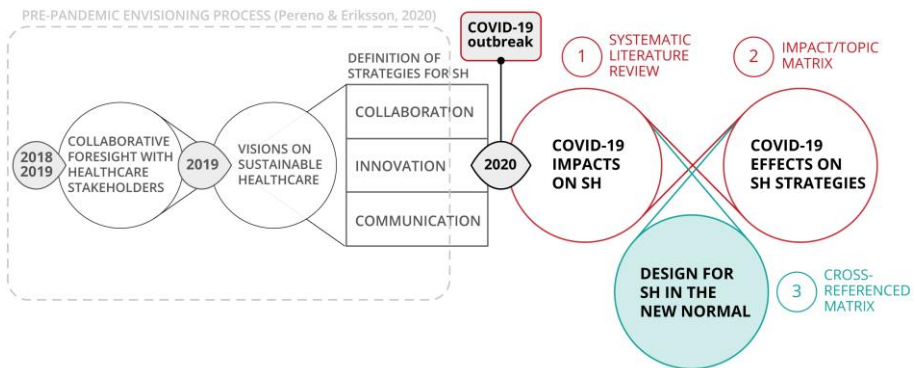 PRE-PANDEMIC ENVISIONING PROCESS (Pereno & Eriksson, 2020)
2018
2019
COLLABORATIVE
FORESIGHT WITH
HEALTHCARE
STAKEHOLDERS
2019
VISIONS ON
SUSTAINABLE
HEALTHCARE
DEFINITION OF
STRATEGIES FOR SH
COLLABORATION
INNOVATION
COMMUNICATION
COVID-19
outbreak
2020
1
SYSTEMATIC
LITERATURE
REVIEW
COVID-19
IMPACTS
ON SH
2
IMPACT/TOPIC
MATRIX
COVID-19
EFFECTS ON
SH STRATEGIES
DESIGN FOR
SH IN THE
NEW NORMAL
3
CROSS-
REFERENCED
MATRIX